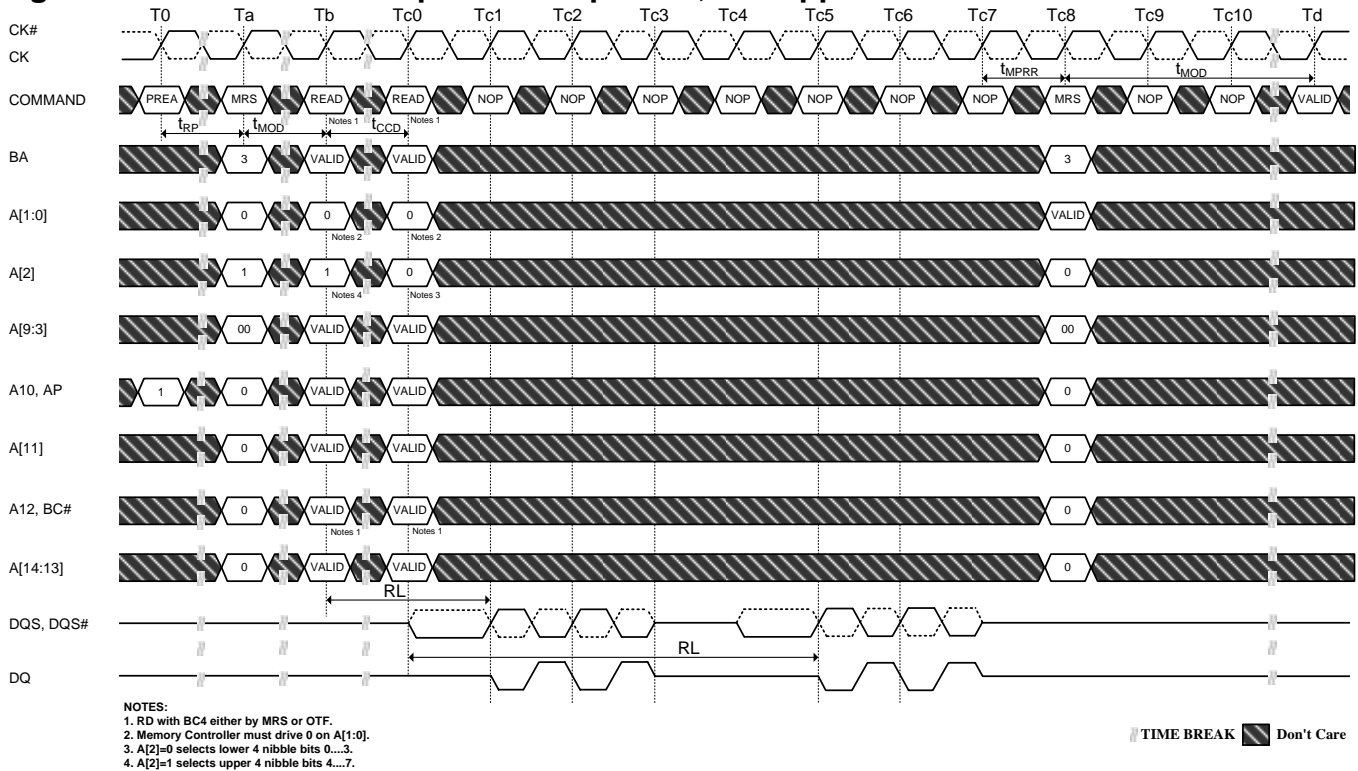 T0 Ta Tb Tc0 Tc1 Tc2 Tc3 Tc4 Tc5 Tc6 Tc7 Tc8 Tc9 Tc10 Td
CK#
CK
tMPRR tMOD
COMMAND PREA MRS READ READ NOP NOP NOP NOP NOP NOP NOP MRS NOP NOP VALID
Notes 1 Notes 1
tRP tMOD tCCD
BA 3 VALID VALID 3
A[1:0] 0 0 0 VALID
Notes 2 Notes 2
A[2] 1 1 0 0
Notes 4 Notes 3
A[9:3] 00 VALID VALID 00
A10, AP 1 0 VALID VALID 0
A[11] 0 VALID VALID 0
A12, BC# 0 VALID VALID 0
Notes 1 Notes 1
A[14:13] 0 VALID VALID 0
RL
DQS, DQS#
RL
DQ
NOTES:
1. RD with BC4 either by MRS or OTF.
2. Memory Controller must drive 0 on A[1:0].
3. A[2]=0 selects lower 4 nibble bits 0....3.
4. A[2]=1 selects upper 4 nibble bits 4....7.
TIME BREAK Don't Care